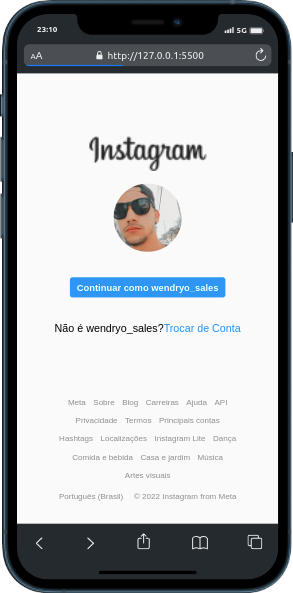 23:10 5G
AA http://127.0.0.1:5500
Instagram
Continuar como wendryo_sales
Não é wendryo_sales?Trocar de Conta
Meta Sobre Blog Carreiras Ajuda API
Privacidade Termos Principais contas
Hashtags Localizações Instagram Lite Dança
Comida e bebida Casa e jardim Música
Artes visuais
Português (Brasil) © 2022 Instagram from Meta